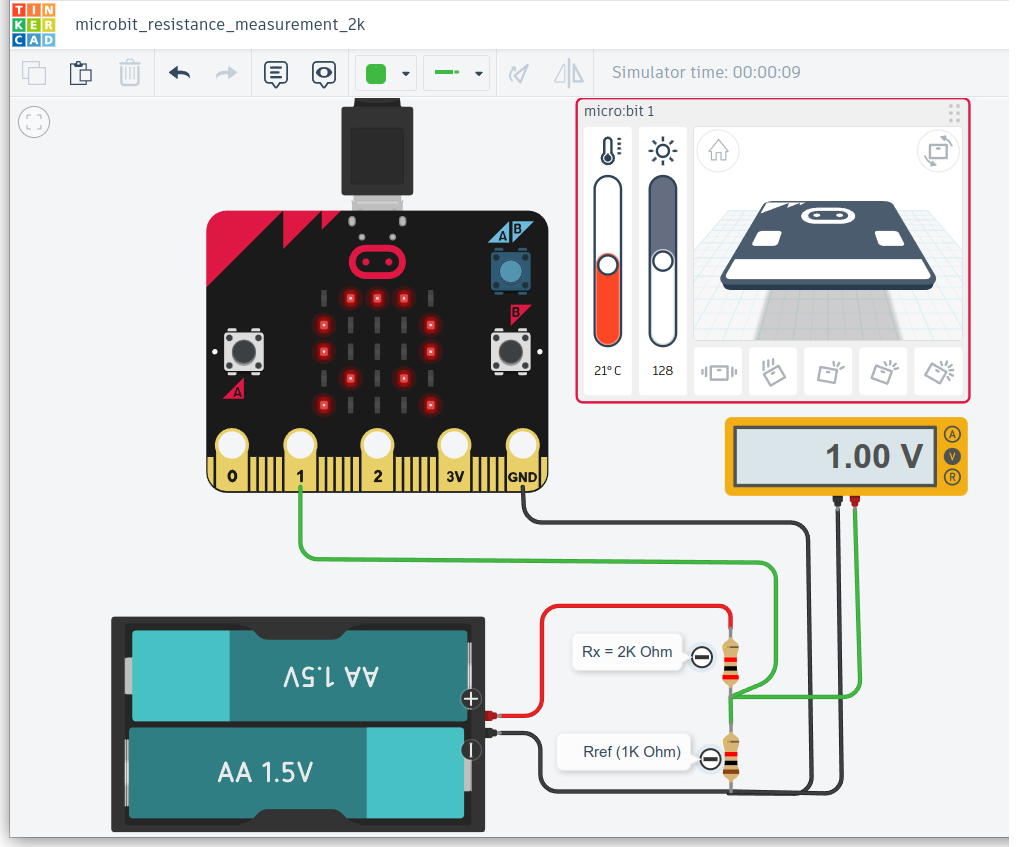 TIN
KER
CAD
microbit_resistance_measurement_2k
Simulator time: 00:00:09
micro:bit 1
21° C
128
A B
B
A
0
1
2
3V
GND
1.00 V
A
V
R
Rx = 2K Ohm
AA 1.5V
Rref (1K Ohm)
AA 1.5V